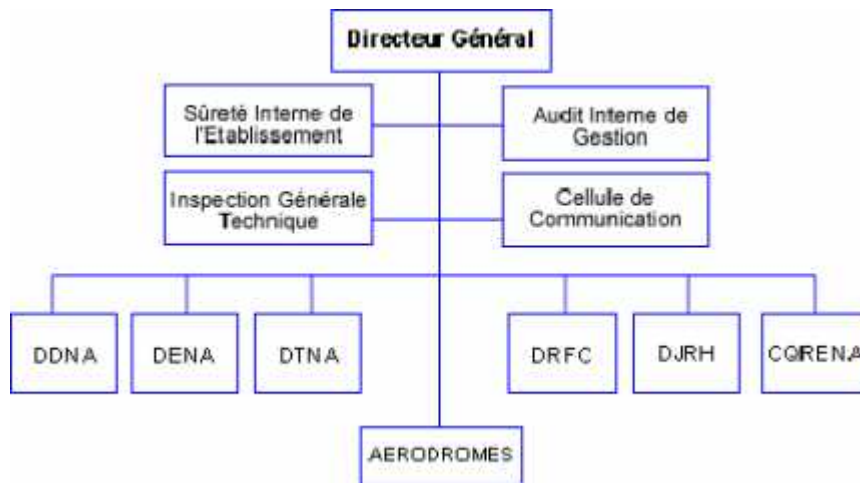 Directeur Général
Sûreté Interne de
l'Etablissement
Audit Interne de
Gestion
Inspection Générale
Technique
Cellule de
Communication
DDNA
DENA
DTNA
DRFC
DJRH
CQRENA
AERODROMES